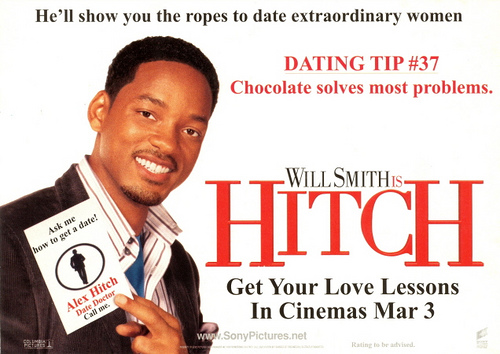 He'll show you the ropes to date extraordinary women
DATING TIP #37
Chocolate solves most problems.
WILL SMITH IS
HITCH
Ask me
how to get a date!
Alex Hitch
Date Doctor
Call me.
Get Your Love Lessons
In Cinemas Mar 3
www.SonyPictures.net
COLUMBIA
PICTURES
Rating to be advised.